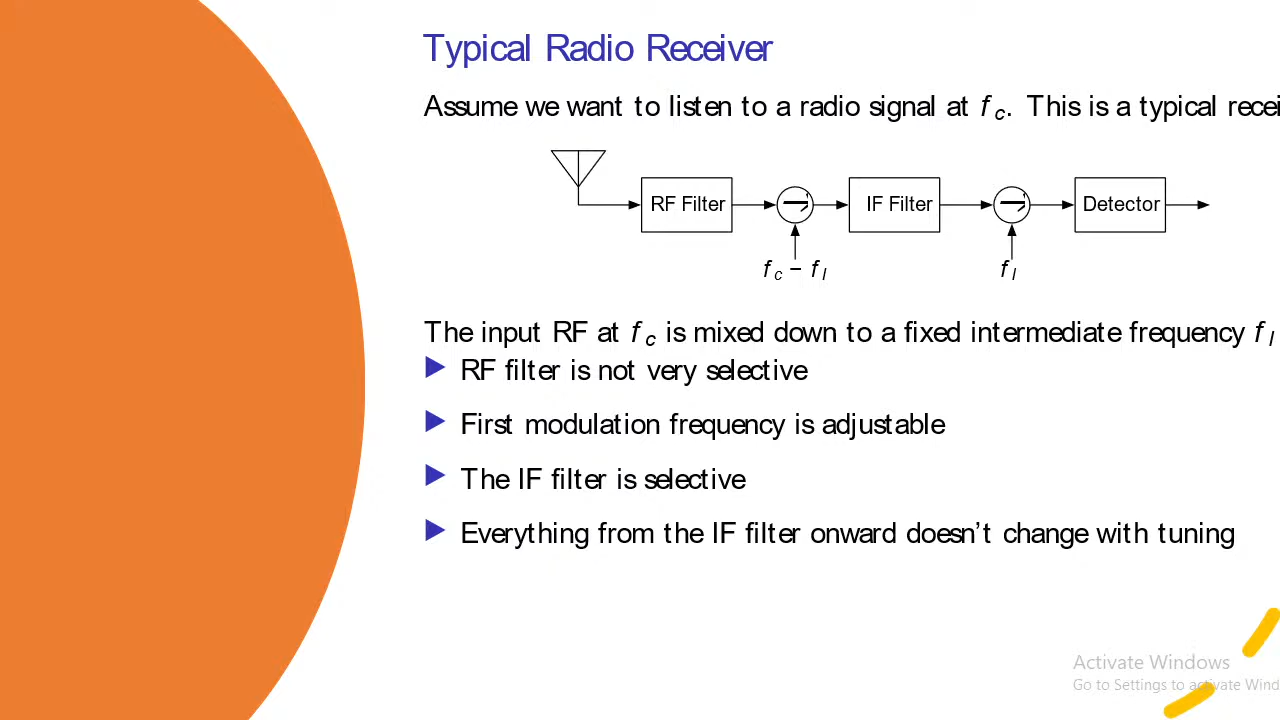 Typical Radio Receiver
Assume we want to listen to a radio signal at f c. This is a typical recei
RF Filter
IF Filter
Detector
f c − f I
f I
The input RF at f c is mixed down to a fixed intermediate frequency f I
RF filter is not very selective
First modulation frequency is adjustable
The IF filter is selective
Everything from the IF filter onward doesn't change with tuning
Activate Windows
Go to Settings to activate Wind